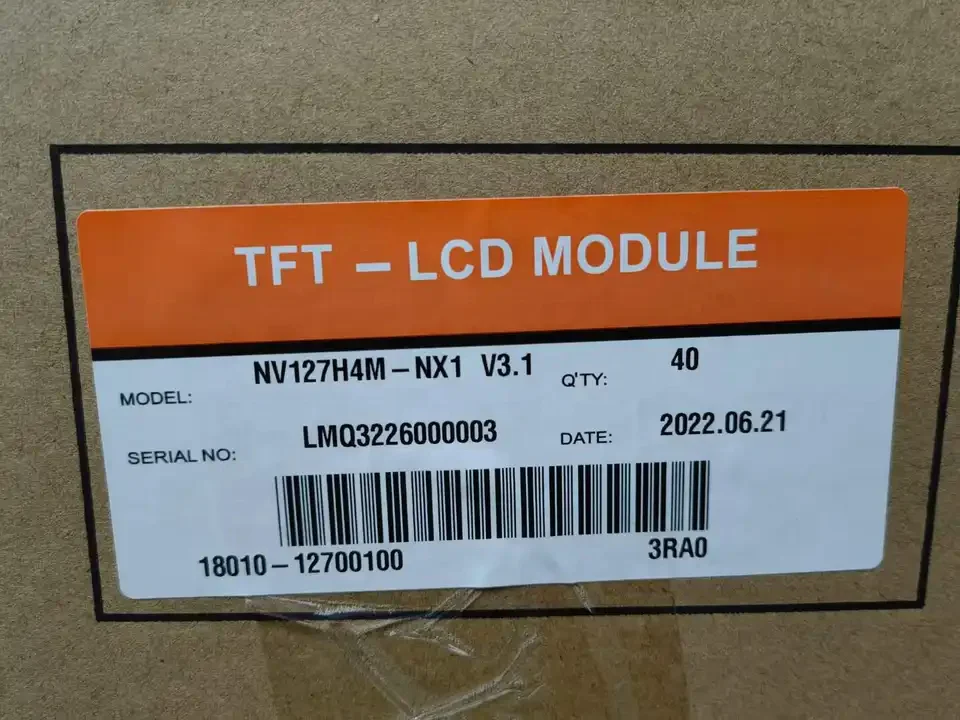 TFT – LCD MODULE
MODEL: NV127H4M – NX1 V3.1 Q'TY: 40
SERIAL NO: LMQ3226000003 DATE: 2022.06.21
18010 – 12700100 3RA0